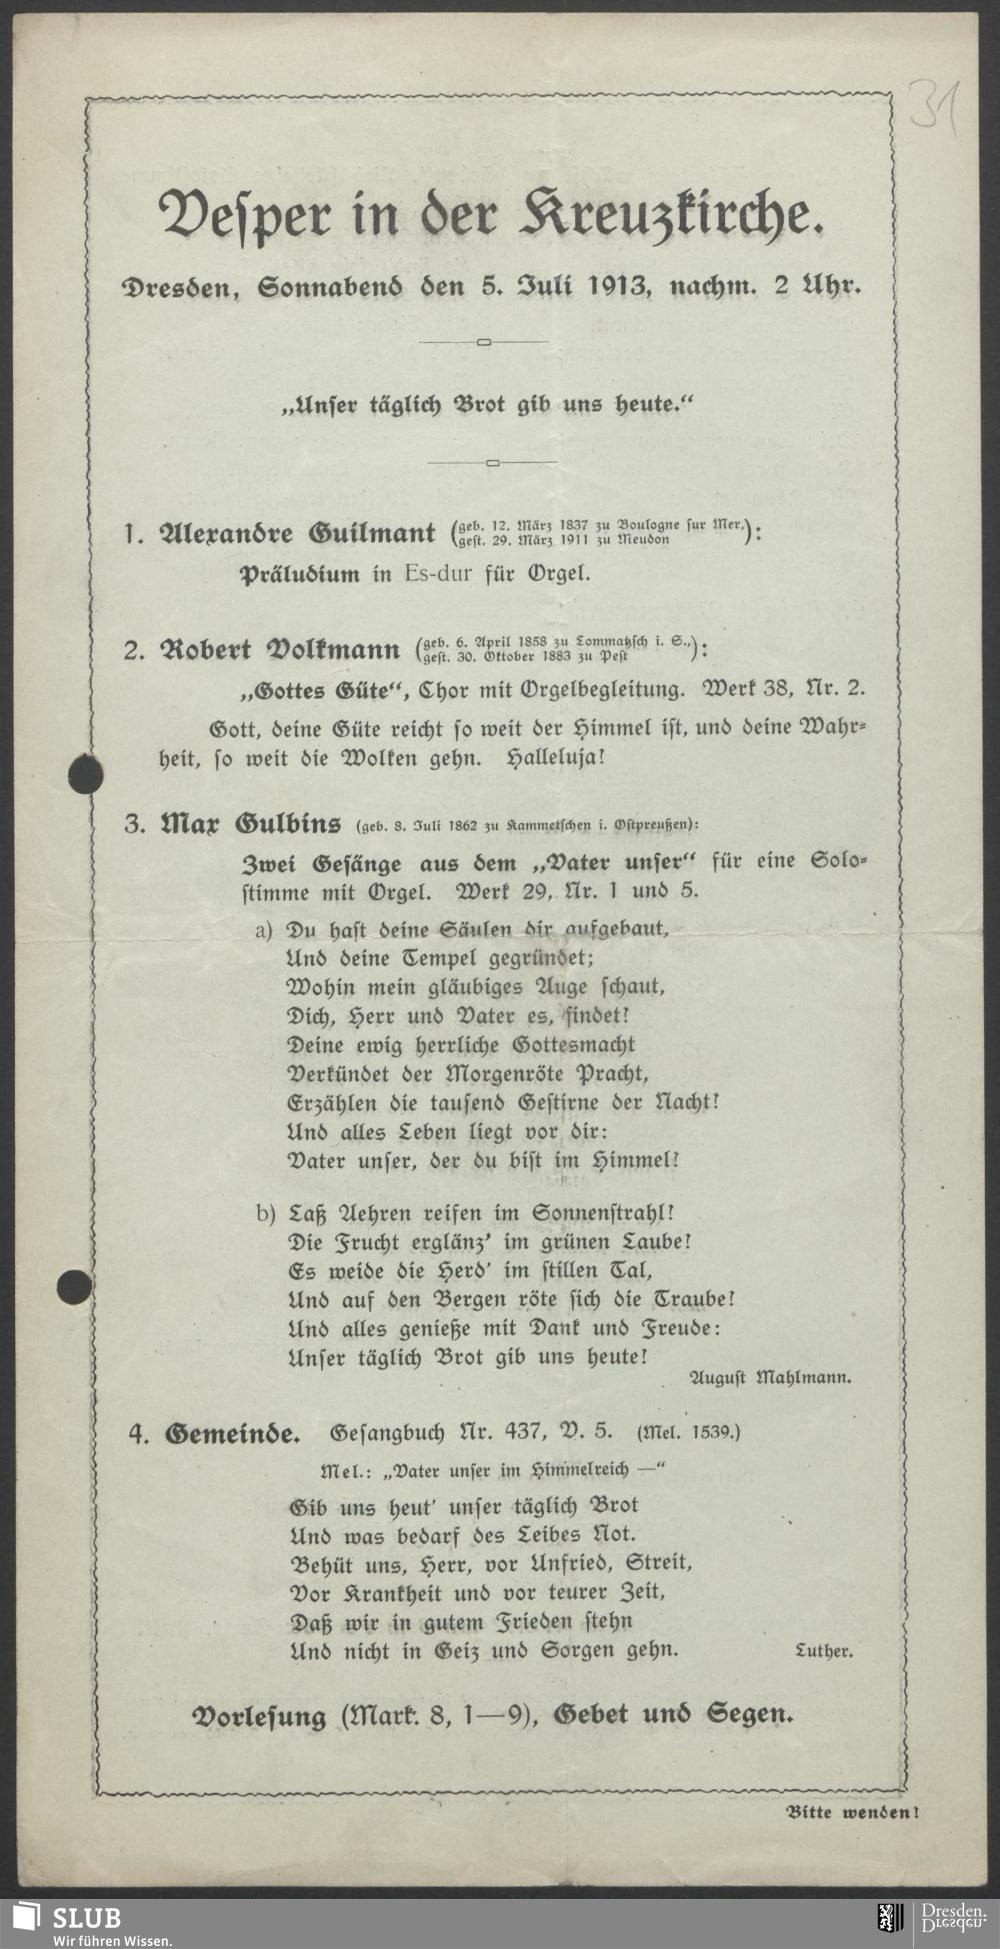 31
Vesper in der Kreuzkirche.
Dresden, Sonnabend den 5. Juli 1913, nachm. 2 Uhr.
„Unser täglich Brot gib uns heute.“
1. Alexandre Guilmant (geb. 12. März 1837 zu Boulogne sur Mer,
gest. 29. März 1911 zu Meudon):
Präludium in Es-dur für Orgel.
2. Robert Volkmann (geb. 6. April 1858 zu Lommatzsch i. S.,
gest. 30. Oktober 1883 zu Pest):
„Gottes Güte“, Chor mit Orgelbegleitung. Werk 38, Nr. 2.
Gott, deine Güte reicht so weit der Himmel ist, und deine Wahr-
heit, so weit die Wolken gehn. Halleluja!
3. Max Gulbins (geb. 8. Juli 1862 zu Kammetschen i. Ostpreußen):
Zwei Gesänge aus dem „Vater unser“ für eine Solo-
stimme mit Orgel. Werk 29, Nr. 1 und 5.
a) Du hast deine Säulen dir aufgebaut,
Und deine Tempel gegründet;
Wohin mein gläubiges Auge schaut,
Dich, Herr und Vater es, findet!
Deine ewig herrliche Gottesmacht
Verkündet der Morgenröte Pracht,
Erzählen die tausend Gestirne der Nacht!
Und alles Leben liegt vor dir:
Vater unser, der du bist im Himmel!
b) Laß Aehren reifen im Sonnenstrahl!
Die Frucht erglänz' im grünen Laube!
Es weide die Herd' im stillen Tal,
Und auf den Bergen röte sich die Traube!
Und alles genieße mit Dank und Freude:
Unser täglich Brot gib uns heute!
August Mahlmann.
4. Gemeinde. Gesangbuch Nr. 437, V. 5. (Mel. 1539.)
Mel.: „Vater unser im Himmelreich —“
Gib uns heut' unser täglich Brot
Und was bedarf des Leibes Not.
Behüt uns, Herr, vor Unfried, Streit,
Vor Krankheit und vor teurer Zeit,
Daß wir in gutem Frieden stehn
Und nicht in Geiz und Sorgen gehn. Luther.
Vorlesung (Mark. 8, 1—9), Gebet und Segen.
Bitte wenden!
SLUB
Wir führen Wissen.
Dresden.